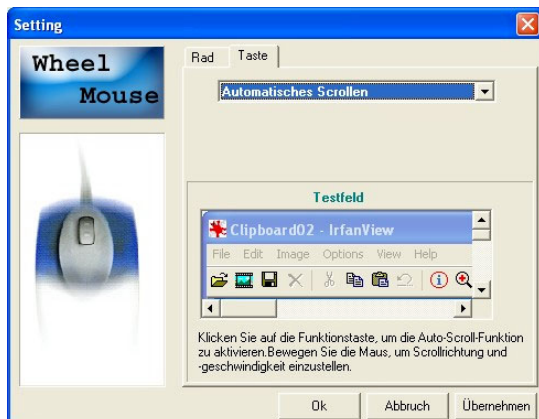 Setting
Wheel
Mouse
Rad Taste
Automatisches Scrollen
Testfeld
Clipboard02 - IrfanView
File Edit Image Options View Help
Klicken Sie auf die Funktionstaste, um die Auto-Scroll-Funktion
zu aktivieren.Bewegen Sie die Maus, um Scrollrichtung und
-geschwindigkeit einzustellen.
Ok Abbruch Übernehmen